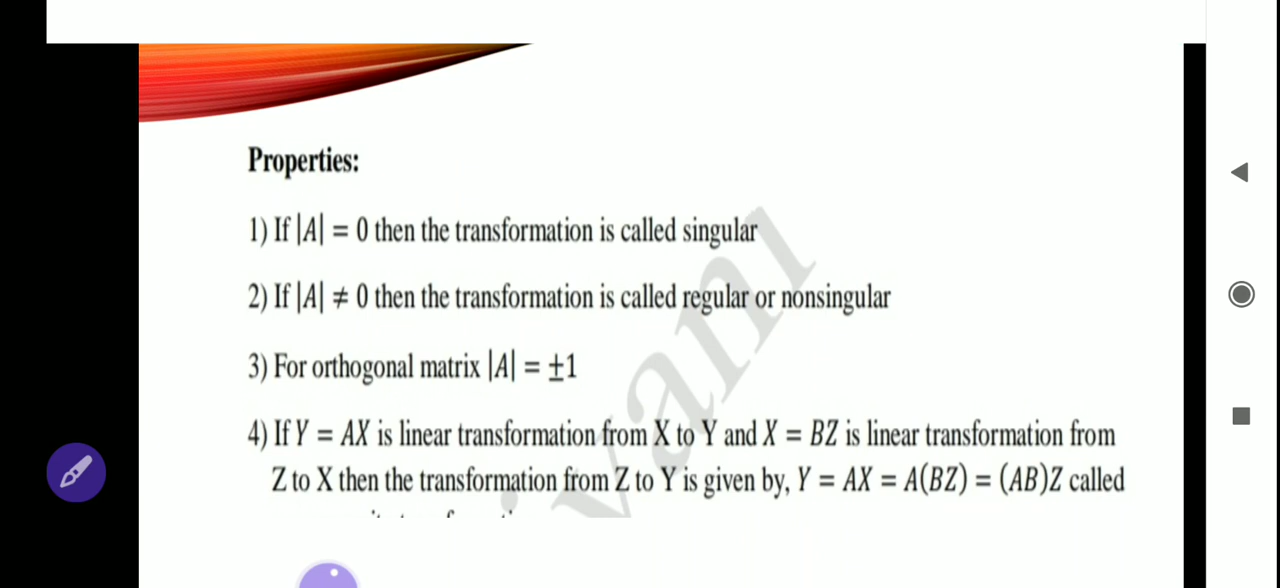 Properties:
1) If |A| = 0 then the transformation is called singular
2) If |A| ≠ 0 then the transformation is called regular or nonsingular
3) For orthogonal matrix |A| = ±1
4) If Y = AX is linear transformation from X to Y and X = BZ is linear transformation from
Z to X then the transformation from Z to Y is given by, Y = AX = A(BZ) = (AB)Z called
vani